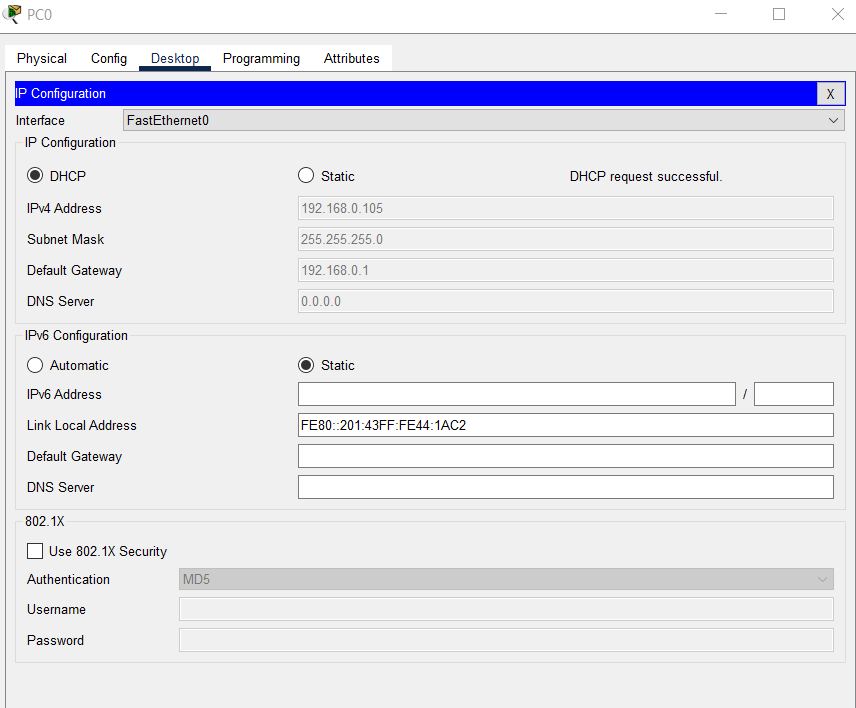 PC0
Physical Config Desktop Programming Attributes
IP Configuration X
Interface FastEthernet0
IP Configuration
DHCP Static DHCP request successful.
IPv4 Address 192.168.0.105
Subnet Mask 255.255.255.0
Default Gateway 192.168.0.1
DNS Server 0.0.0.0
IPv6 Configuration
Automatic Static
IPv6 Address /
Link Local Address FE80::201:43FF:FE44:1AC2
Default Gateway
DNS Server
802.1X
Use 802.1X Security
Authentication MD5
Username
Password